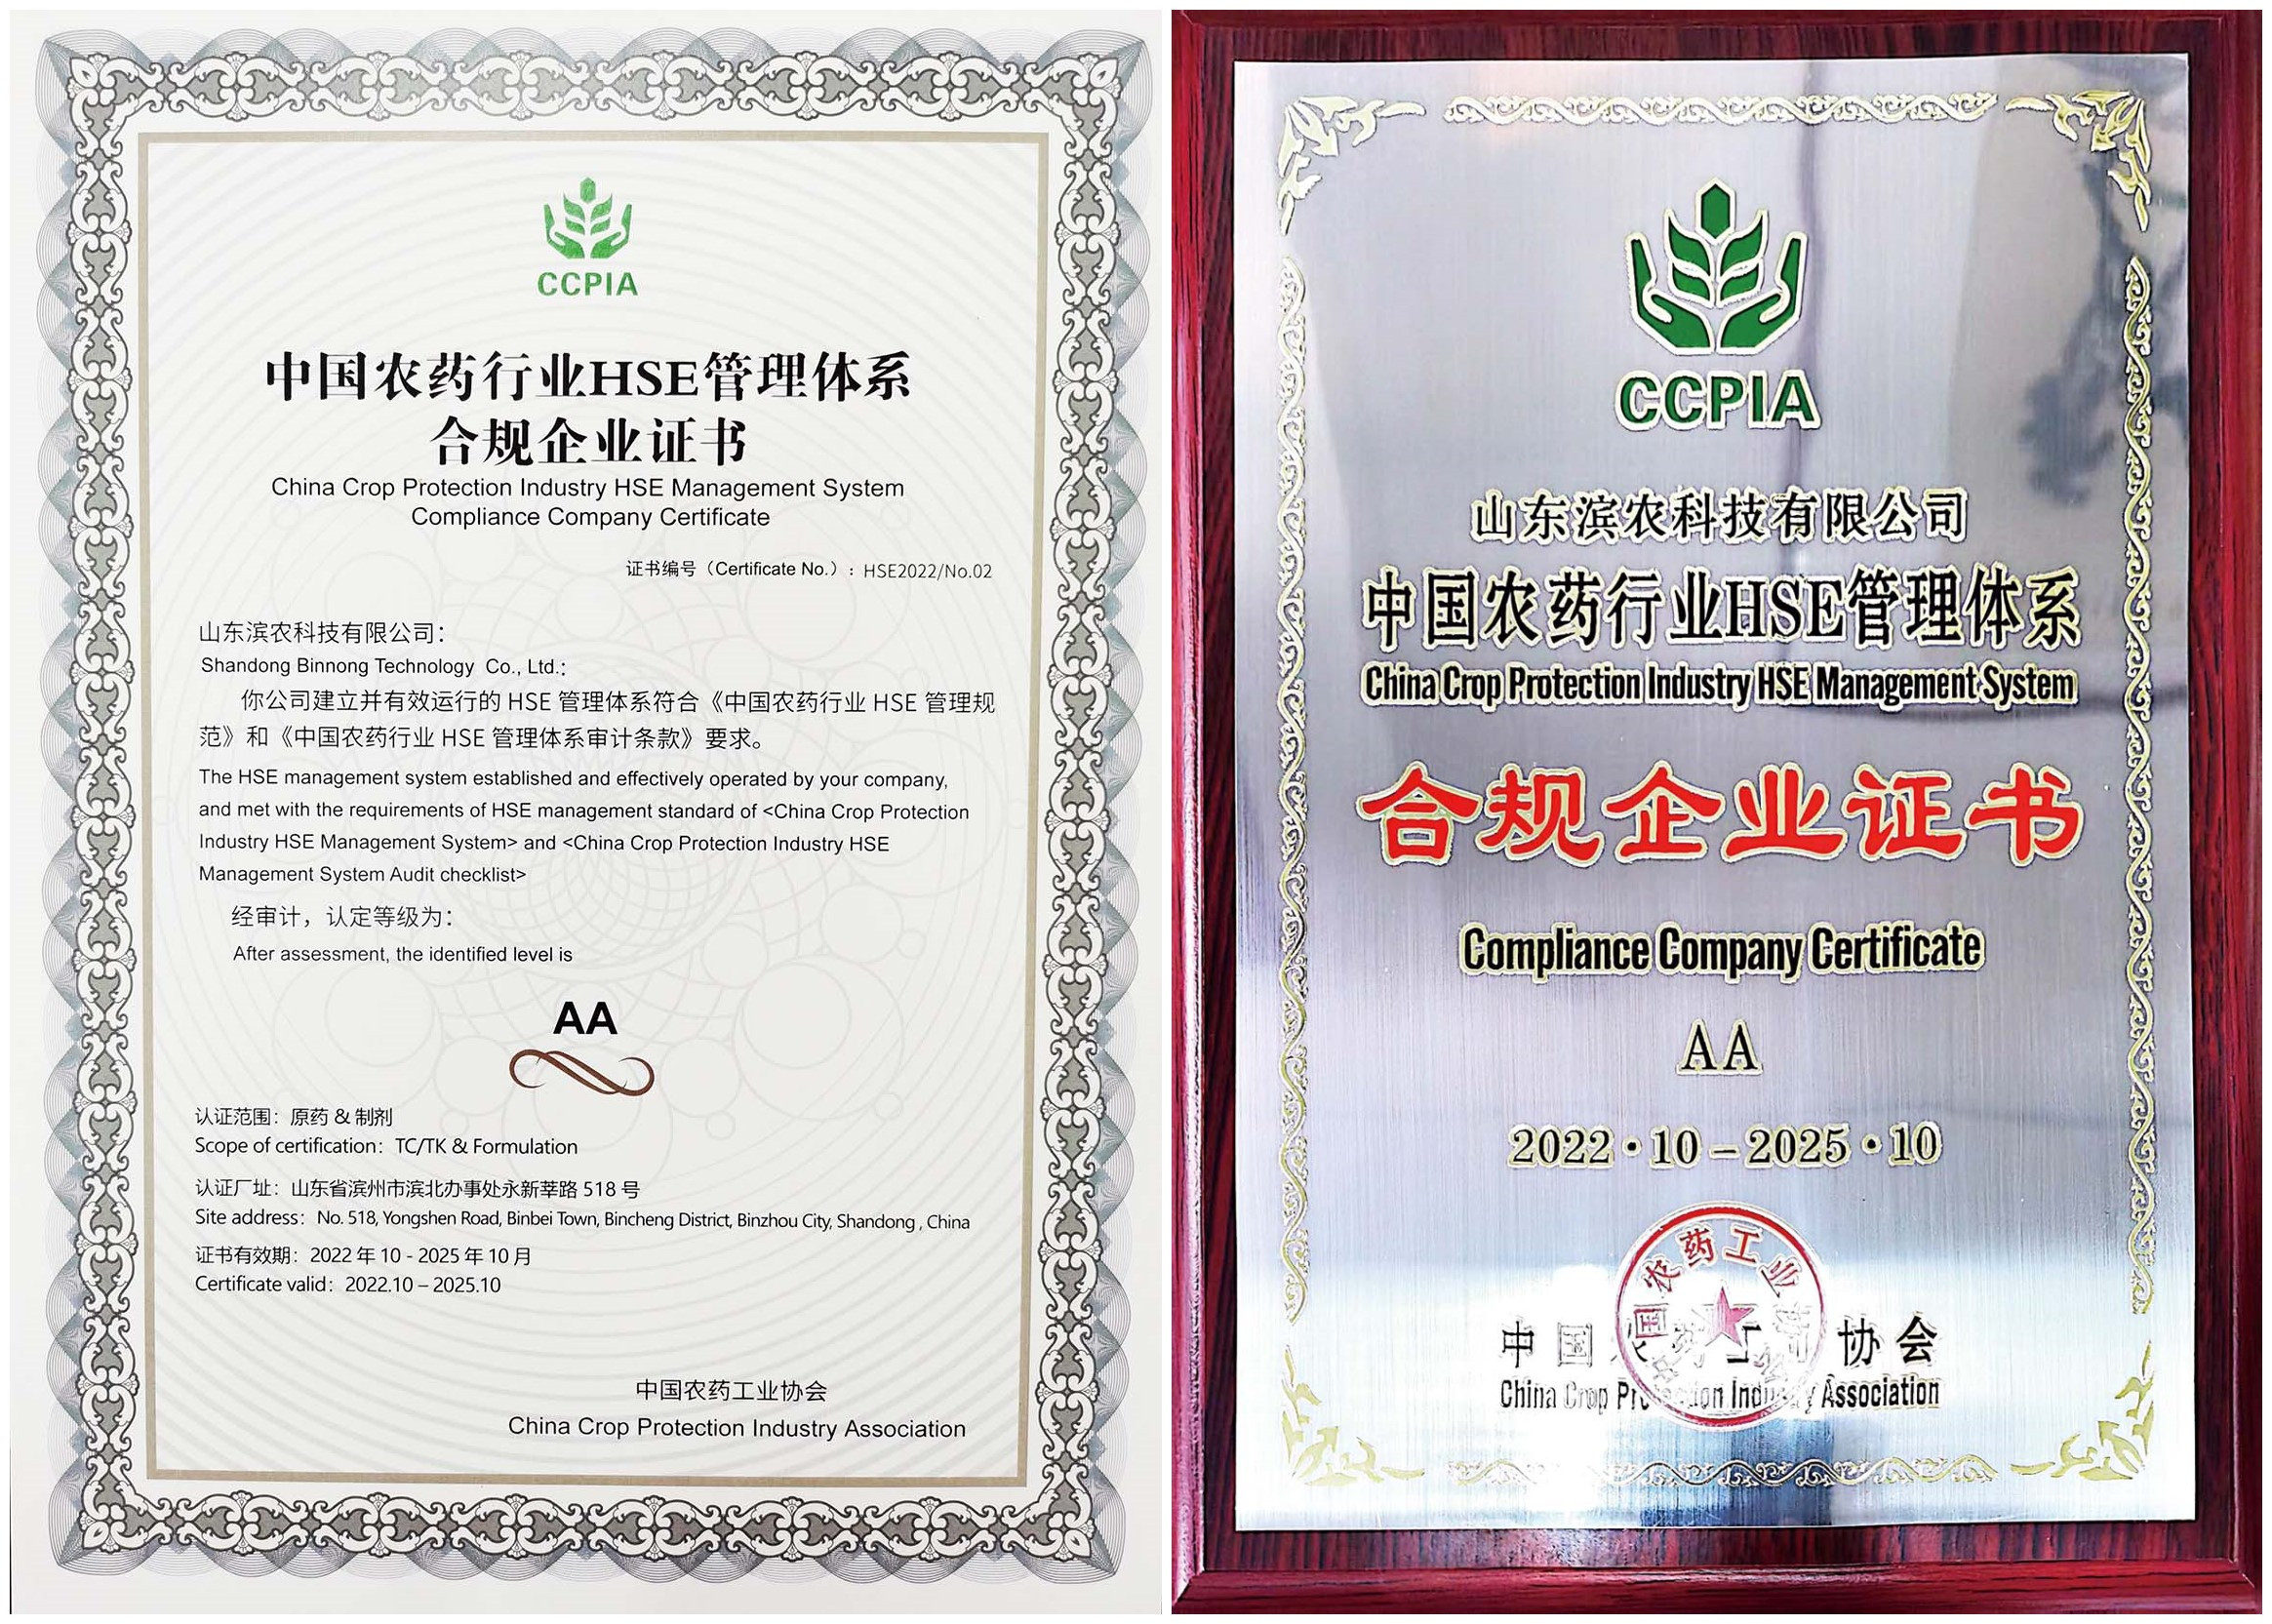 CCPIA
中国农药行业HSE管理体系
合规企业证书
China Crop Protection Industry HSE Management System
Compliance Company Certificate
证书编号（Certificate No.）: HSE2022/No.02
山东滨农科技有限公司：
Shandong Binnong Technology Co., Ltd.:
你公司建立并有效运行的 HSE 管理体系符合《中国农药行业 HSE 管理规
范》和《中国农药行业 HSE 管理体系审计条款》要求。
The HSE management system established and effectively operated by your company,
and met with the requirements of HSE management standard of <China Crop Protection
Industry HSE Management System> and <China Crop Protection Industry HSE
Management System Audit checklist>
经审计，认定等级为：
After assessment, the identified level is
AA
认证范围：原药 & 制剂
Scope of certification: TC/TK & Formulation
认证厂址：山东省滨州市滨北办事处永新莘路 518 号
Site address: No. 518, Yongshen Road, Binbei Town, Bincheng District, Binzhou City, Shandong , China
证书有效期：2022 年 10 - 2025 年 10 月
Certificate valid: 2022.10 – 2025.10
中国农药工业协会
China Crop Protection Industry Association
CCPIA
山东滨农科技有限公司
中国农药行业HSE管理体系
China Crop Protection Industry HSE Management System
合规企业证书
Compliance Company Certificate
AA
2022·10–2025·10
国农药工业
中国 协会
China Crop Protection Industry Association